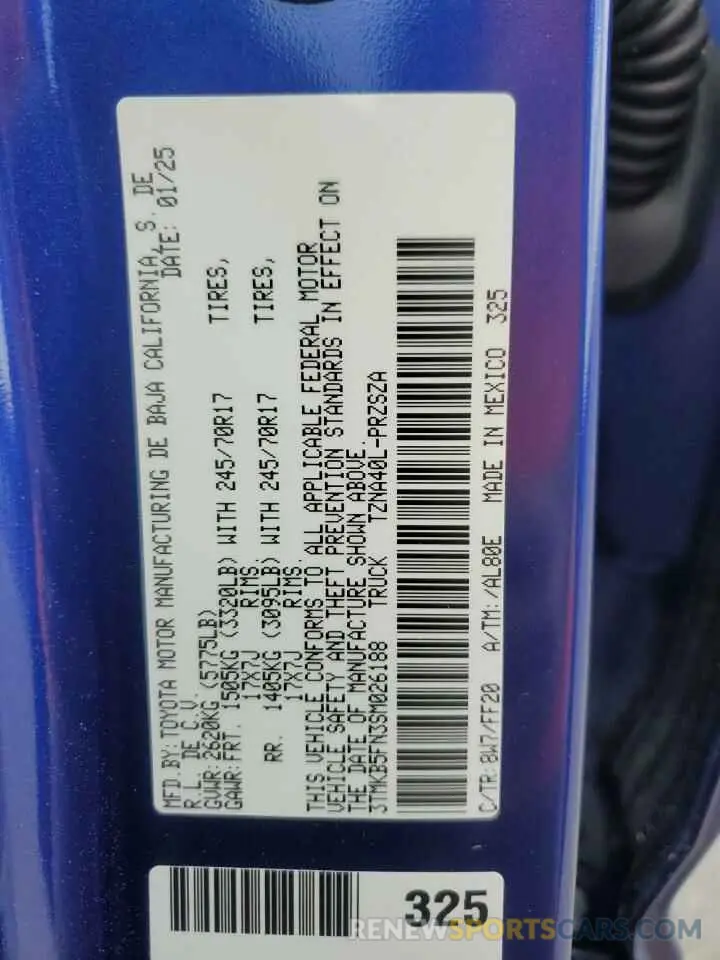 MFD.BY: TOYOTA MOTOR MANUFACTURING DE BAJA CALIFORNIA, S. DE
R.L. DE C.V. DATE: 01/25
GVWR: 2620KG (5775LB)
GAWR: FRT. 1505KG (3320LB) WITH 245/70R17 TIRES,
17X7J RIMS.
RR. 1405KG (3095LB) WITH 245/70R17 TIRES,
17X7J RIMS.
THIS VEHICLE CONFORMS TO ALL APPLICABLE FEDERAL MOTOR
VEHICLE SAFETY AND THEFT PREVENTION STANDARDS IN EFFECT ON
THE DATE OF MANUFACTURE SHOWN ABOVE.
3TMKB5FN3SM026188 TRUCK TZNA40L-PRZSZA
C/TR: 8W7/FF20 A/TM: /AL80E MADE IN MEXICO 325
325
RENEWSPORTSCARS.COM